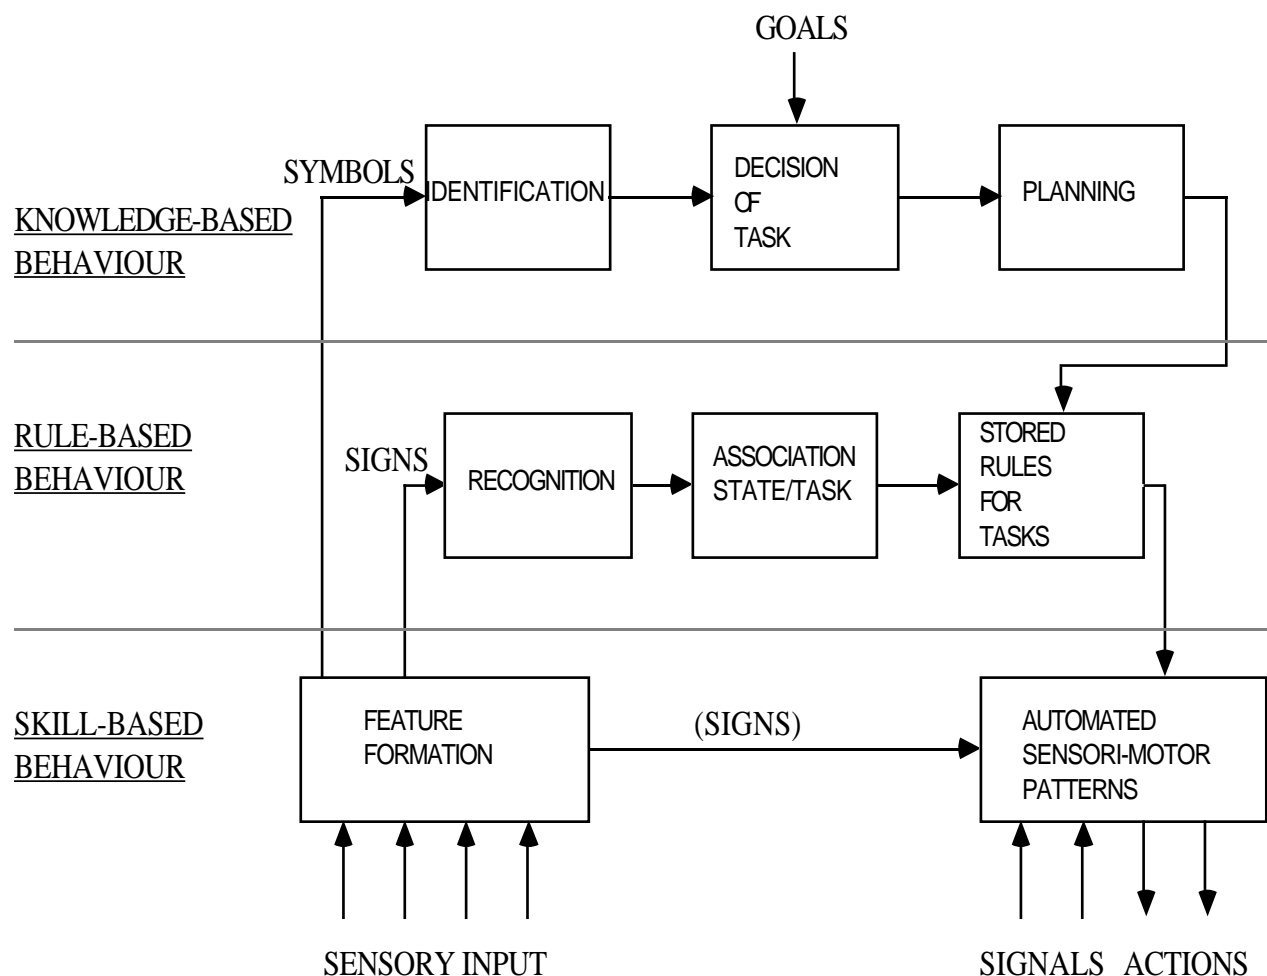 GOALS
SYMBOLS
IDENTIFICATION
DECISION
OF
TASK
PLANNING
KNOWLEDGE-BASED
BEHAVIOUR
RULE-BASED
BEHAVIOUR
SIGNS
RECOGNITION
ASSOCIATION
STATE/TASK
STORED
RULES
FOR
TASKS
SKILL-BASED
BEHAVIOUR
FEATURE
FORMATION
(SIGNS)
AUTOMATED
SENSORI-MOTOR
PATTERNS
SENSORY INPUT
SIGNALS
ACTIONS